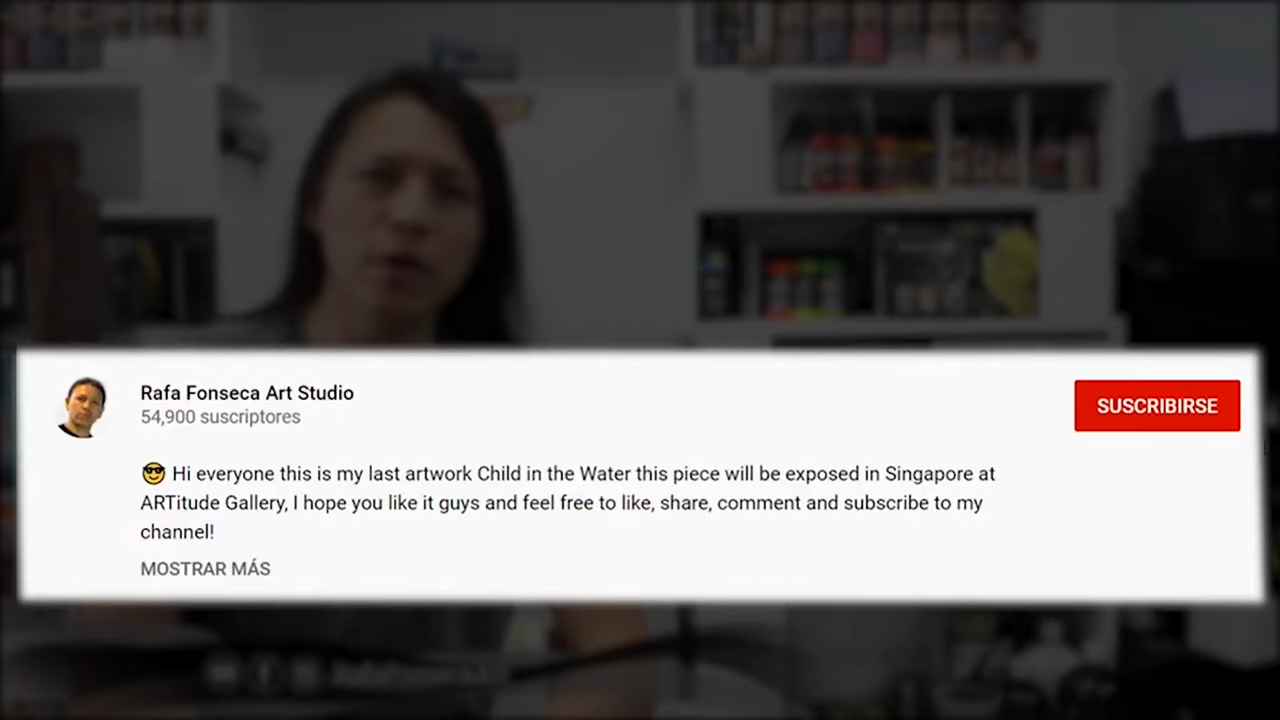 Rafa Fonseca Art Studio
54,900 suscriptores
SUSCRIBIRSE
😎 Hi everyone this is my last artwork Child in the Water this piece will be exposed in Singapore at
ARTitude Gallery, I hope you like it guys and feel free to like, share, comment and subscribe to my
channel!
MOSTRAR MÁS